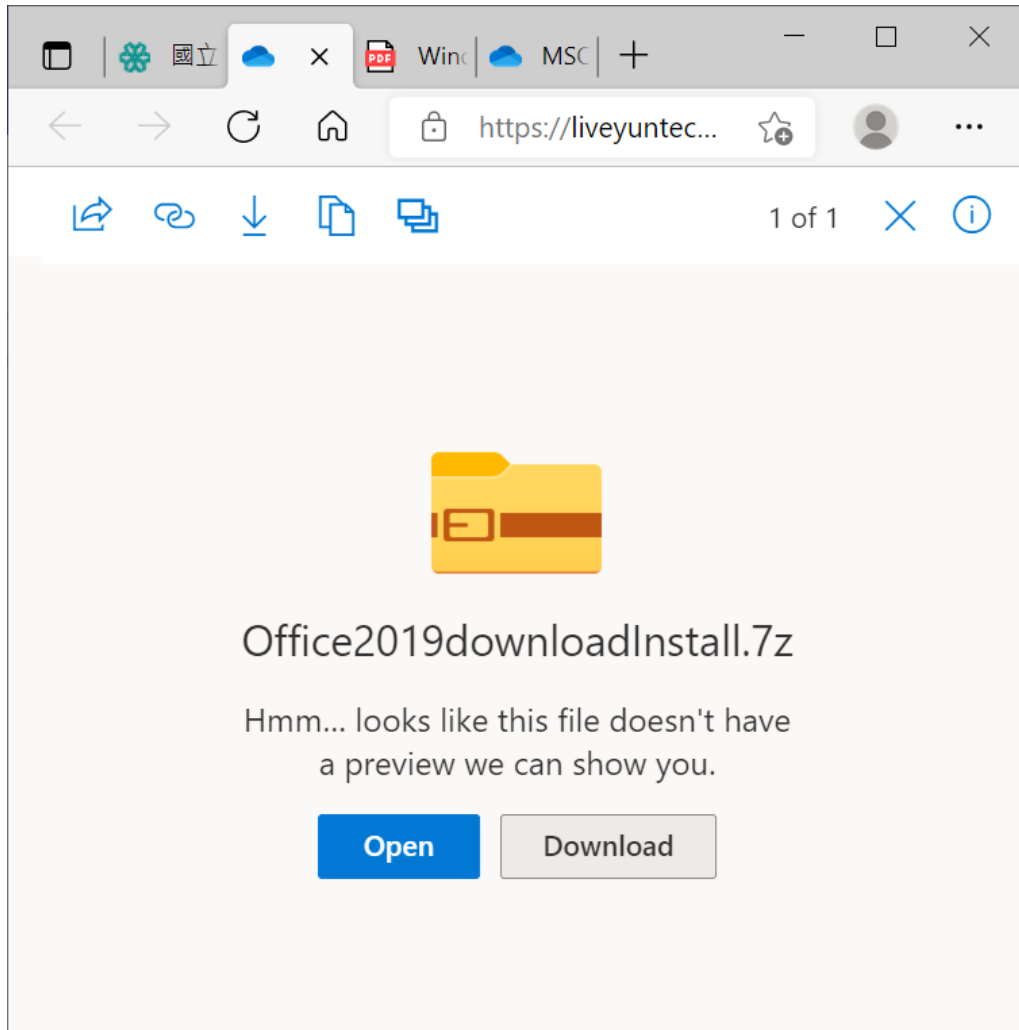 國立
PDF
Winc
MSC
https://liveyuntec...
1 of 1
Office2019downloadInstall.7z
Hmm... looks like this file doesn't have
a preview we can show you.
Open
Download